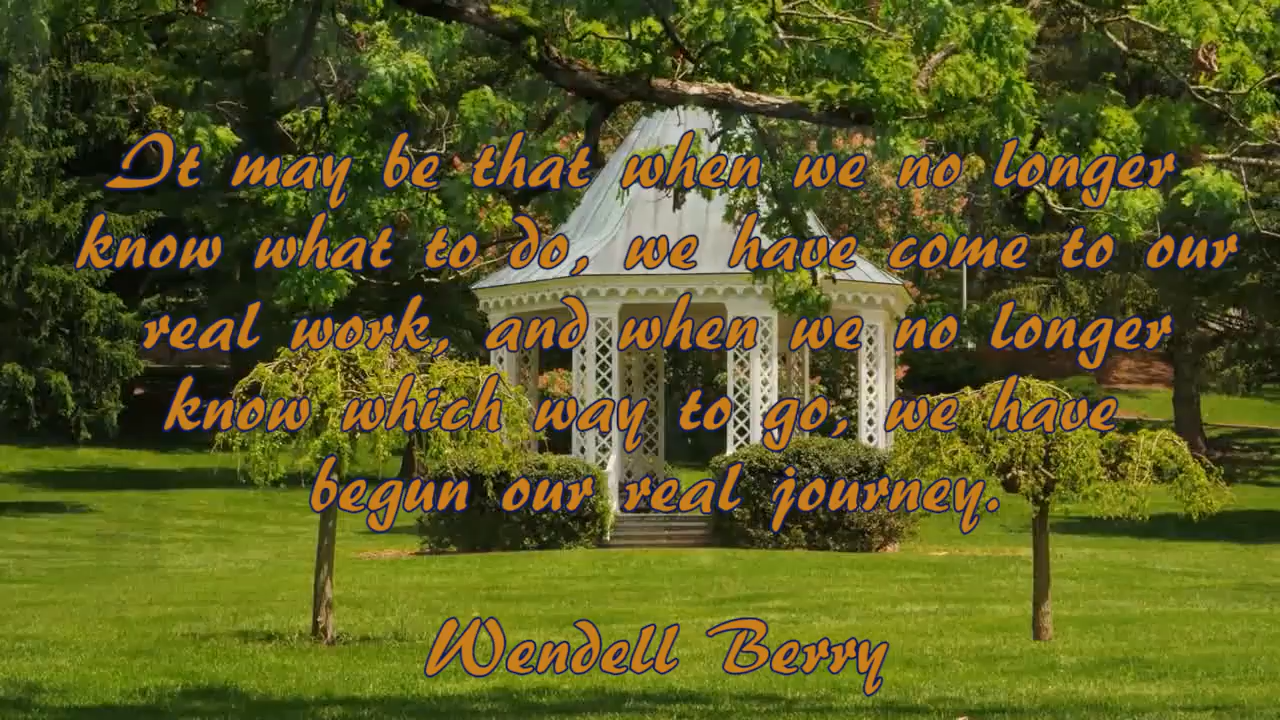 It may be that when we no longer
know what to do, we have come to our
real work, and when we no longer
know which way to go, we have
begun our real journey.
Wendell Berry